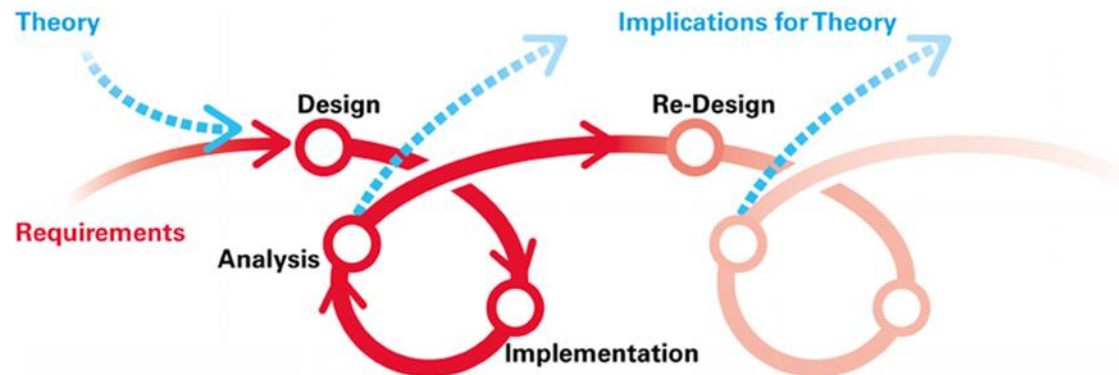 Theory
Implications for Theory
Design
Re-Design
Requirements
Analysis
Implementation